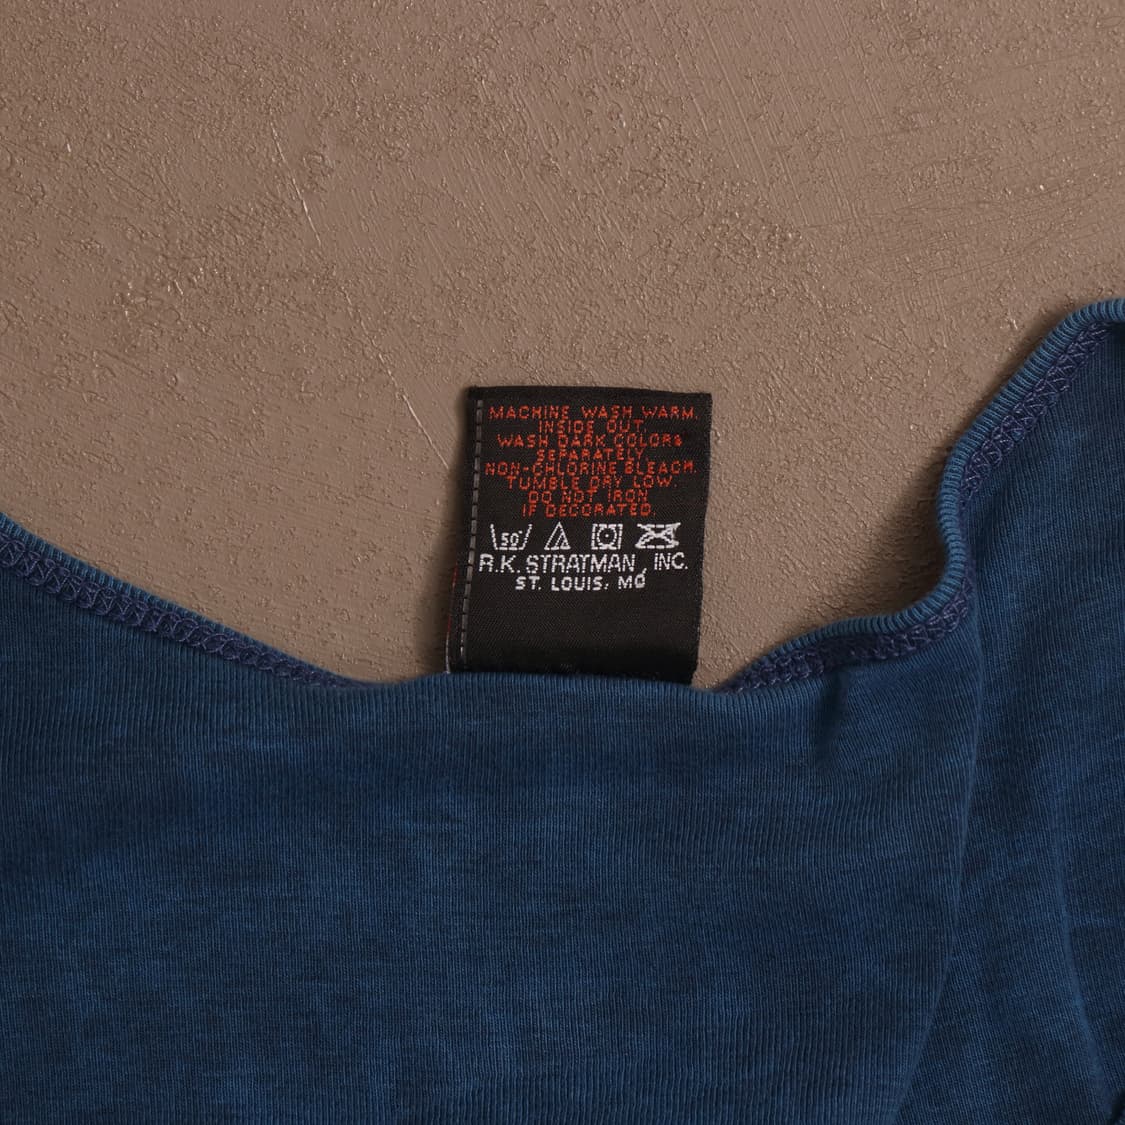 MACHINE WASH WARM.
INSIDE OUT.
WASH DARK COLORS
SEPARATELY.
NON-CHLORINE BLEACH.
TUMBLE DRY LOW.
DO NOT IRON
IF DECORATED.
50°
R.K. STRATMAN, INC.
ST. LOUIS, MO